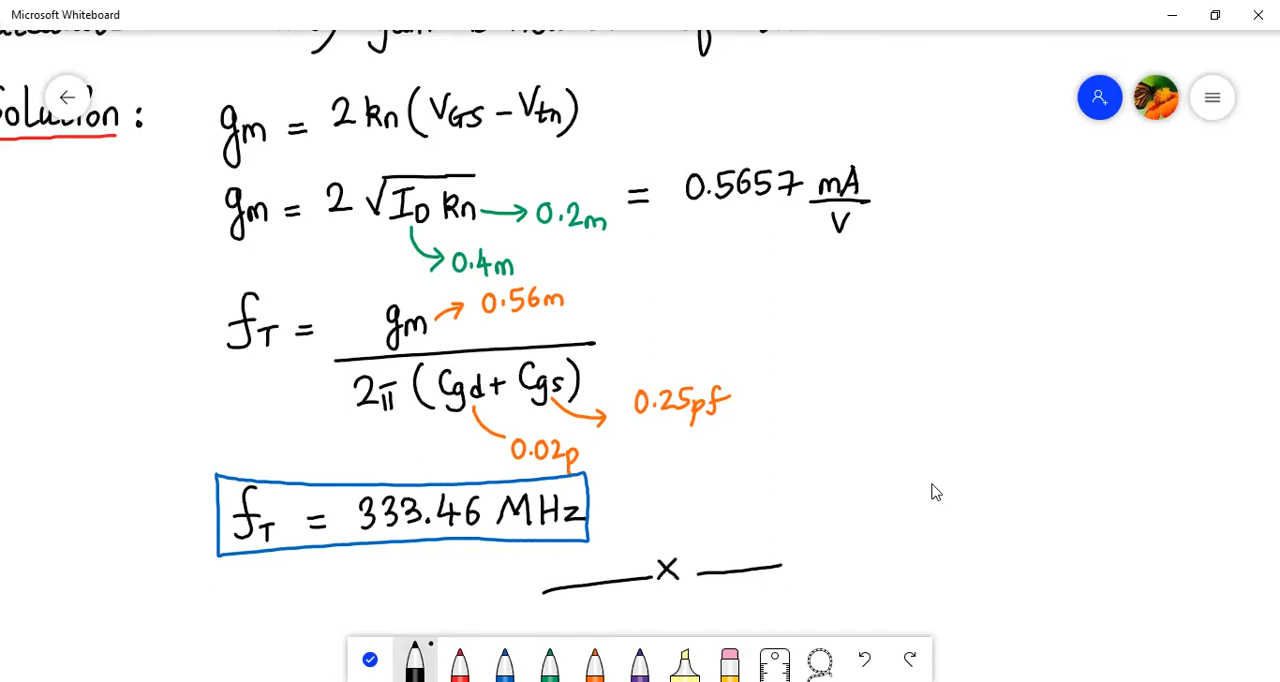 Microsoft Whiteboard
Solution :
gm = 2 kn (VGS - Vtn)
gm = 2 √ID kn → 0.2m = 0.5657 mA/V
0.4m
fT = gm → 0.56m
2π (Cgd + Cgs) → 0.25pf
0.02p
fT = 333.46 MHz
x